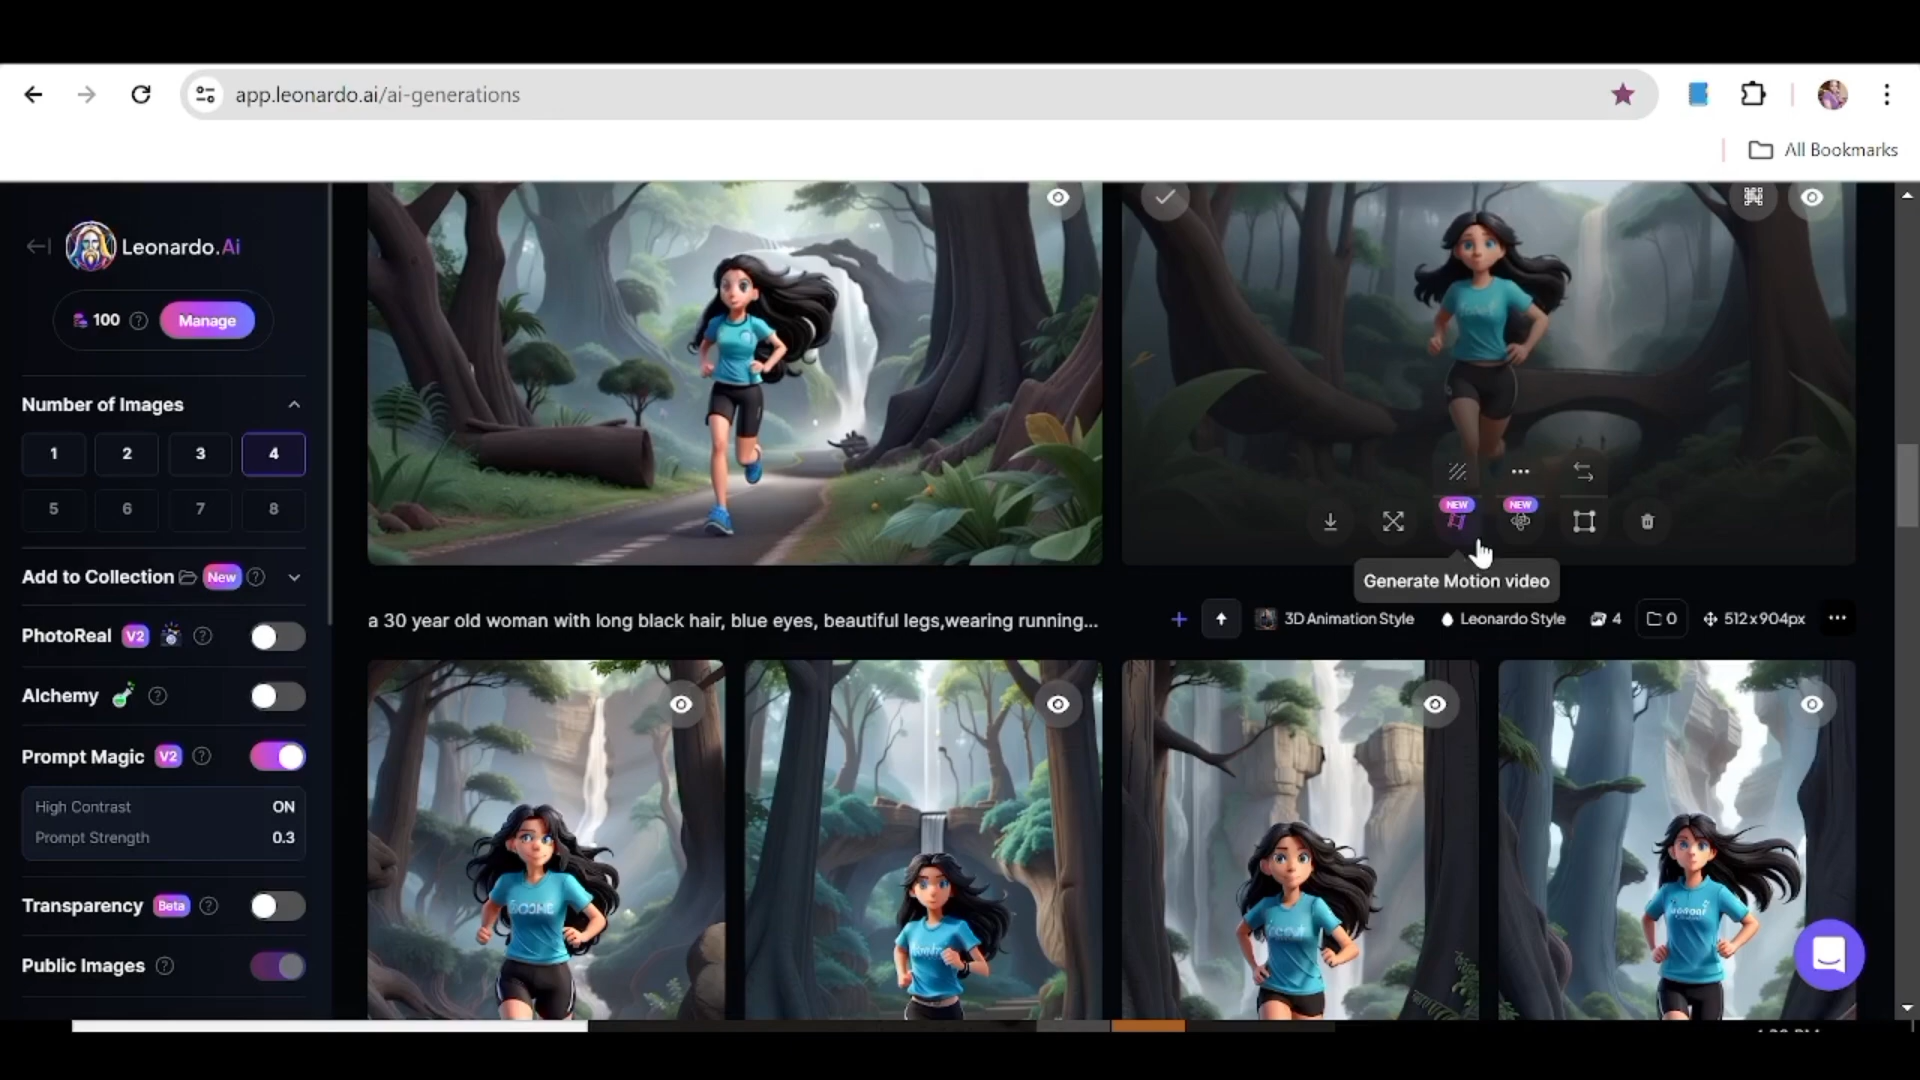 app.leonardo.ai/ai-generations
All Bookmarks
Leonardo.Ai
100
Manage
Number of Images
1 2 3 4
5 6 7 8
Add to Collection New
PhotoReal V2
Alchemy
Prompt Magic V2
High Contrast ON
Prompt Strength 0.3
Transparency Beta
Public Images
NEW NEW
Generate Motion video
a 30 year old woman with long black hair, blue eyes, beautiful legs,wearing running...
3D Animation Style Leonardo Style 4 0 512x904px